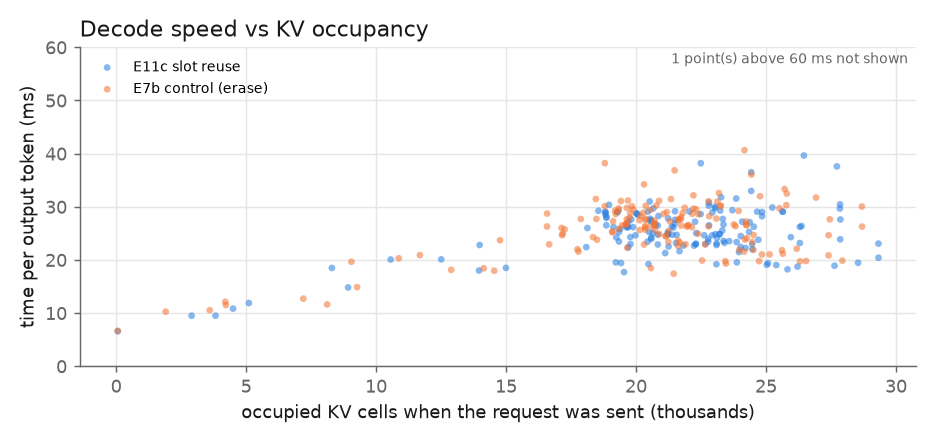 Decode speed vs KV occupancy
1 point(s) above 60 ms not shown
E11c slot reuse
E7b control (erase)
time per output token (ms)
60
50
40
30
20
10
0
0 5 10 15 20 25 30
occupied KV cells when the request was sent (thousands)